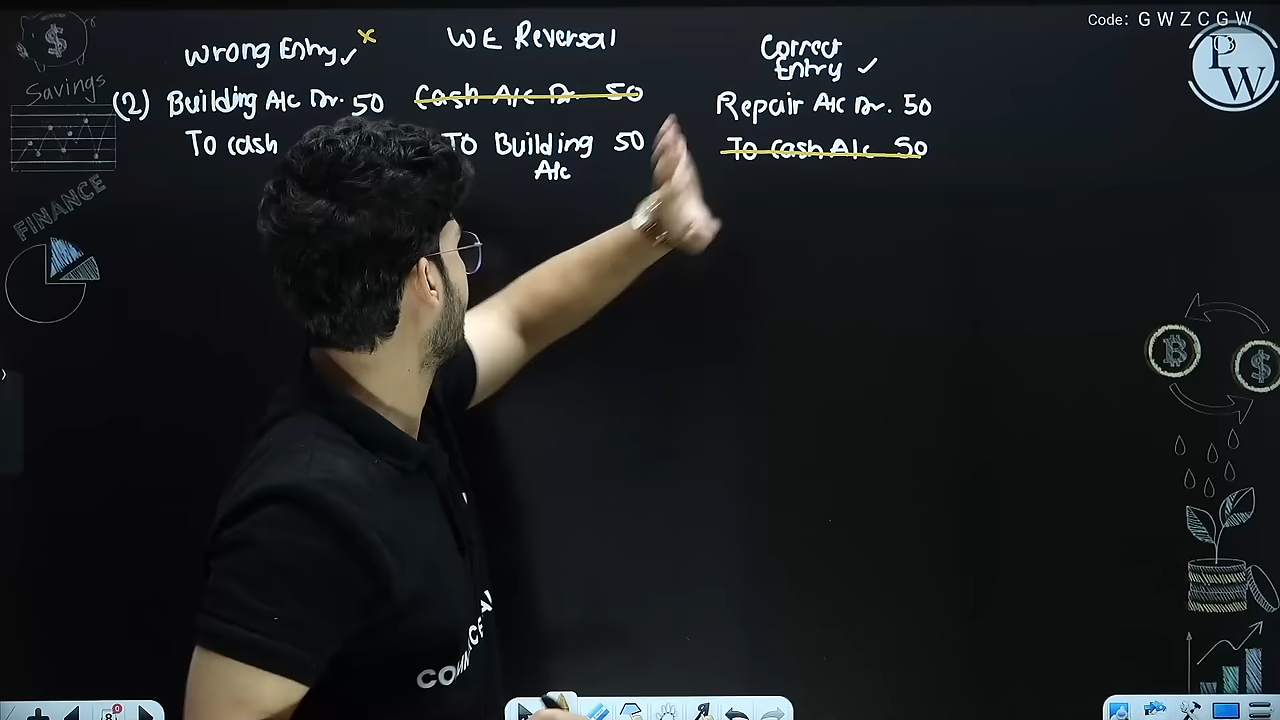 Code: G W Z C G W
Savings
FINANCE
PW
Wrong Entry
WE Reversal
Correct Entry
(2) Building A/c Dr. 50
Cash A/c Dr. 50
Repair A/c Dr. 50
To cash
To Building 50
A/c
To Cash A/c 50